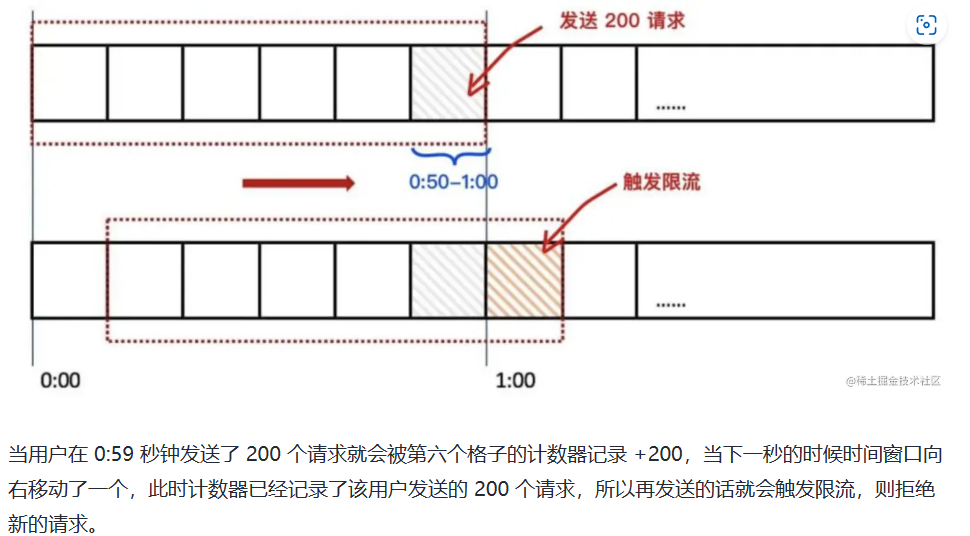 发送 200 请求
......
0:50–1:00
触发限流
......
0:00
1:00
@稀土掘金技术社区
当用户在 0:59 秒钟发送了 200 个请求就会被第六个格子的计数器记录 +200，当下一秒的时候时间窗口向
右移动了一个，此时计数器已经记录了该用户发送的 200 个请求，所以再发送的话就会触发限流，则拒绝
新的请求。